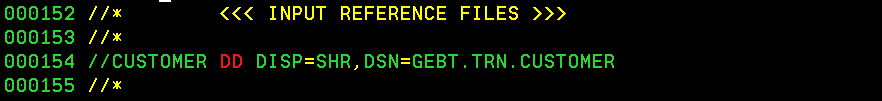 000152 //*        <<< INPUT REFERENCE FILES >>>
000153 //*
000154 //CUSTOMER DD DISP=SHR,DSN=GEBT.TRN.CUSTOMER
000155 //*